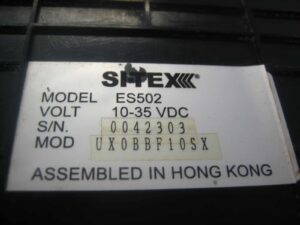 SI-TEX
MODEL ES502
VOLT 10-35 VDC
S/N. 0042303
MOD UX0BBF10SX
ASSEMBLED IN HONG KONG